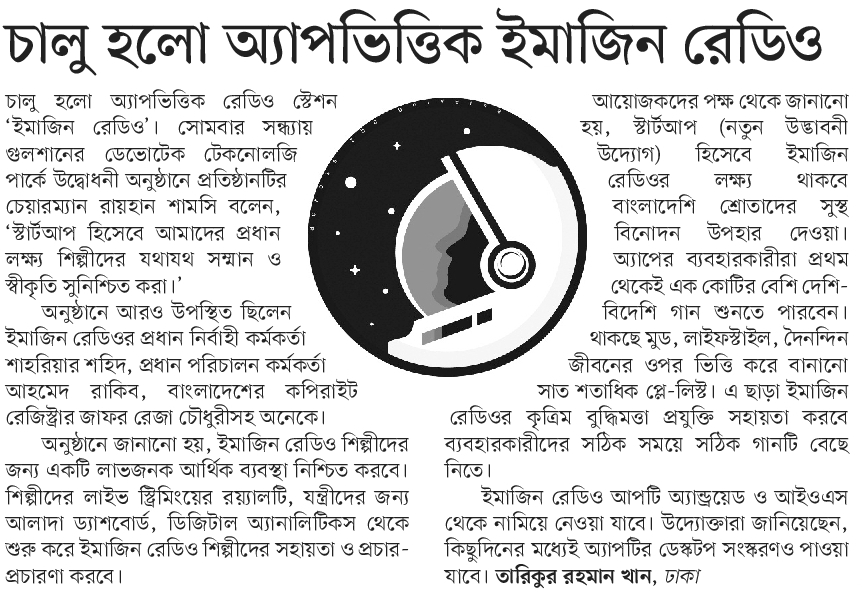 চালু হলো অ্যাপভিত্তিক ইমাজিন রেডিও
চালু হলো অ্যাপভিত্তিক রেডিও স্টেশন
‘ইমাজিন রেডিও’। সোমবার সন্ধ্যায়
গুলশানের ডেভোটেক টেকনোলজি
পার্কে উদ্বোধনী অনুষ্ঠানে প্রতিষ্ঠানটির
চেয়ারম্যান রায়হান শামসি বলেন,
‘স্টার্টআপ হিসেবে আমাদের প্রধান
লক্ষ্য শিল্পীদের যথাযথ সম্মান ও
স্বীকৃতি সুনিশ্চিত করা।’
অনুষ্ঠানে আরও উপস্থিত ছিলেন
ইমাজিন রেডিওর প্রধান নির্বাহী কর্মকর্তা
শাহরিয়ার শহিদ, প্রধান পরিচালন কর্মকর্তা
আহমেদ রাকিব, বাংলাদেশের কপিরাইট
রেজিস্ট্রার জাফর রেজা চৌধুরীসহ অনেকে।
অনুষ্ঠানে জানানো হয়, ইমাজিন রেডিও শিল্পীদের
জন্য একটি লাভজনক আর্থিক ব্যবস্থা নিশ্চিত করবে।
শিল্পীদের লাইভ স্ট্রিমিংয়ের রয়্যালটি, যন্ত্রীদের জন্য
আলাদা ড্যাশবোর্ড, ডিজিটাল অ্যানালিটিকস থেকে
শুরু করে ইমাজিন রেডিও শিল্পীদের সহায়তা ও প্রচার-
প্রচারণা করবে।
আয়োজকদের পক্ষ থেকে জানানো
হয়, স্টার্টআপ (নতুন উদ্ভাবনী
উদ্যোগ) হিসেবে ইমাজিন
রেডিওর লক্ষ্য থাকবে
বাংলাদেশি শ্রোতাদের সুস্থ
বিনোদন উপহার দেওয়া।
অ্যাপের ব্যবহারকারীরা প্রথম
থেকেই এক কোটির বেশি দেশি-
বিদেশি গান শুনতে পারবেন।
থাকছে মুড, লাইফস্টাইল, দৈনন্দিন
জীবনের ওপর ভিত্তি করে বানানো
সাত শতাধিক প্লে-লিস্ট। এ ছাড়া ইমাজিন
রেডিওর কৃত্রিম বুদ্ধিমত্তা প্রযুক্তি সহায়তা করবে
ব্যবহারকারীদের সঠিক সময়ে সঠিক গানটি বেছে
নিতে।
ইমাজিন রেডিও আপটি অ্যান্ড্রয়েড ও আইওএস
থেকে নামিয়ে নেওয়া যাবে। উদ্যোক্তারা জানিয়েছেন,
কিছুদিনের মধ্যেই অ্যাপটির ডেস্কটপ সংস্করণও পাওয়া
যাবে। তারিকুর রহমান খান, ঢাকা